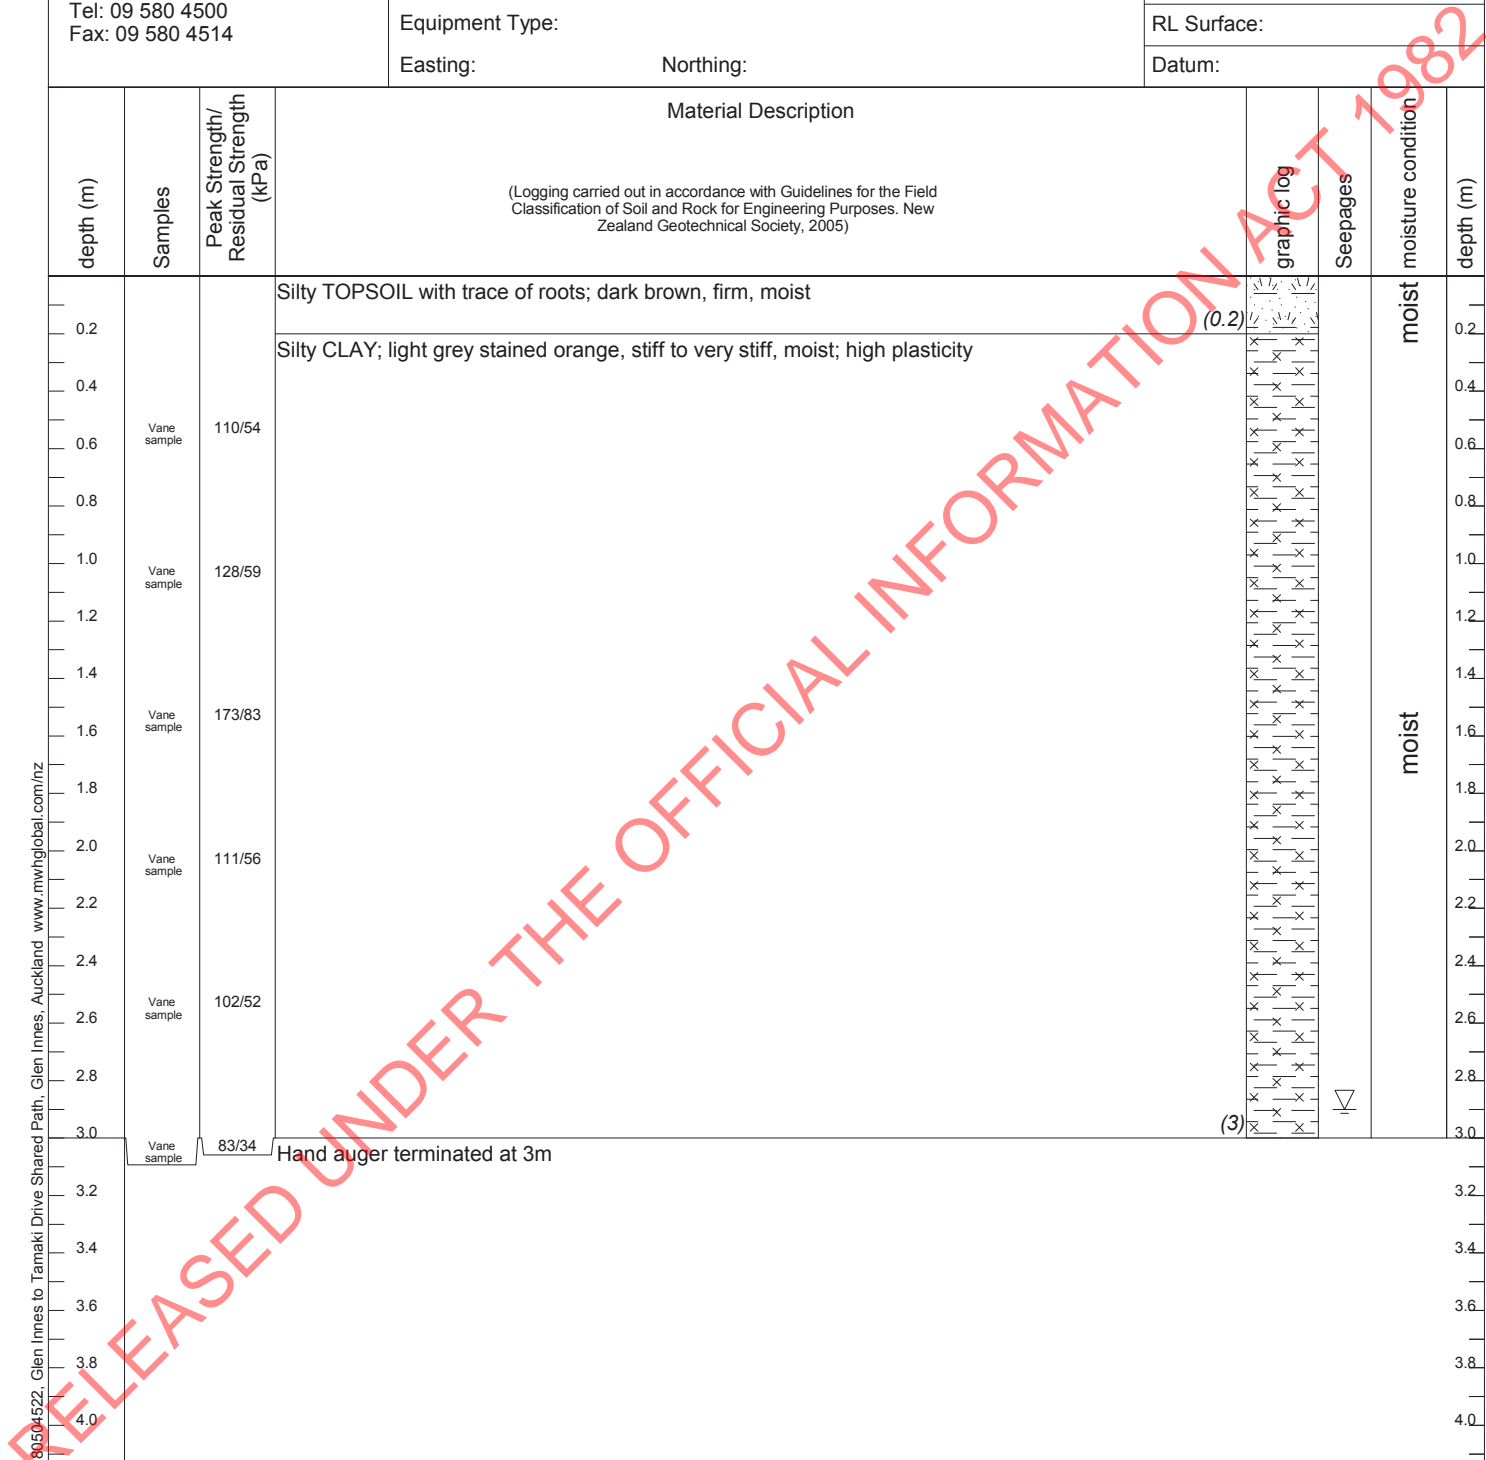 Tel: 09 580 4500
Fax: 09 580 4514
Equipment Type:
Easting: Northing:
RL Surface:
Datum:
depth (m)
Samples
Peak Strength/
Residual Strength
(kPa)
Material Description
(Logging carried out in accordance with Guidelines for the Field
Classification of Soil and Rock for Engineering Purposes. New
Zealand Geotechnical Society, 2005)
graphic log
Seepages
moisture condition
depth (m)
Silty TOPSOIL with trace of roots; dark brown, firm, moist
moist
(0.2)
0.2 0.2
Silty CLAY; light grey stained orange, stiff to very stiff, moist; high plasticity
0.4 0.4
Vane
sample
110/54
0.6 0.6
0.8 0.8
1.0 1.0
Vane
sample
128/59
1.2 1.2
1.4 1.4
Vane
sample
173/83
1.6 1.6
moist
1.8 1.8
2.0 2.0
Vane
sample
111/56
2.2 2.2
2.4 2.4
Vane
sample
102/52
2.6 2.6
2.8 2.8
(3)
3.0 3.0
Vane
sample
83/34
Hand auger terminated at 3m
3.2 3.2
3.4 3.4
3.6 3.6
3.8 3.8
4.0 4.0
80504522, Glen Innes to Tamaki Drive Shared Path, Glen Innes, Auckland www.mwhglobal.com/nz
RELEASED UNDER THE OFFICIAL INFORMATION ACT 1982